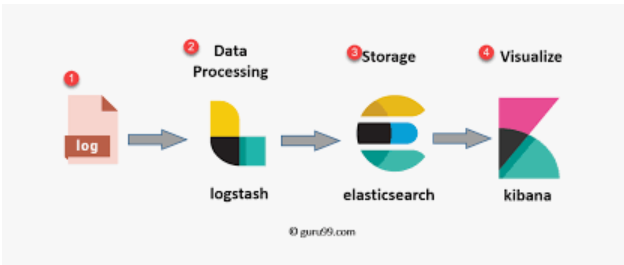 1
log
2
Data
Processing
logstash
3
Storage
elasticsearch
4
Visualize
kibana
© guru99.com